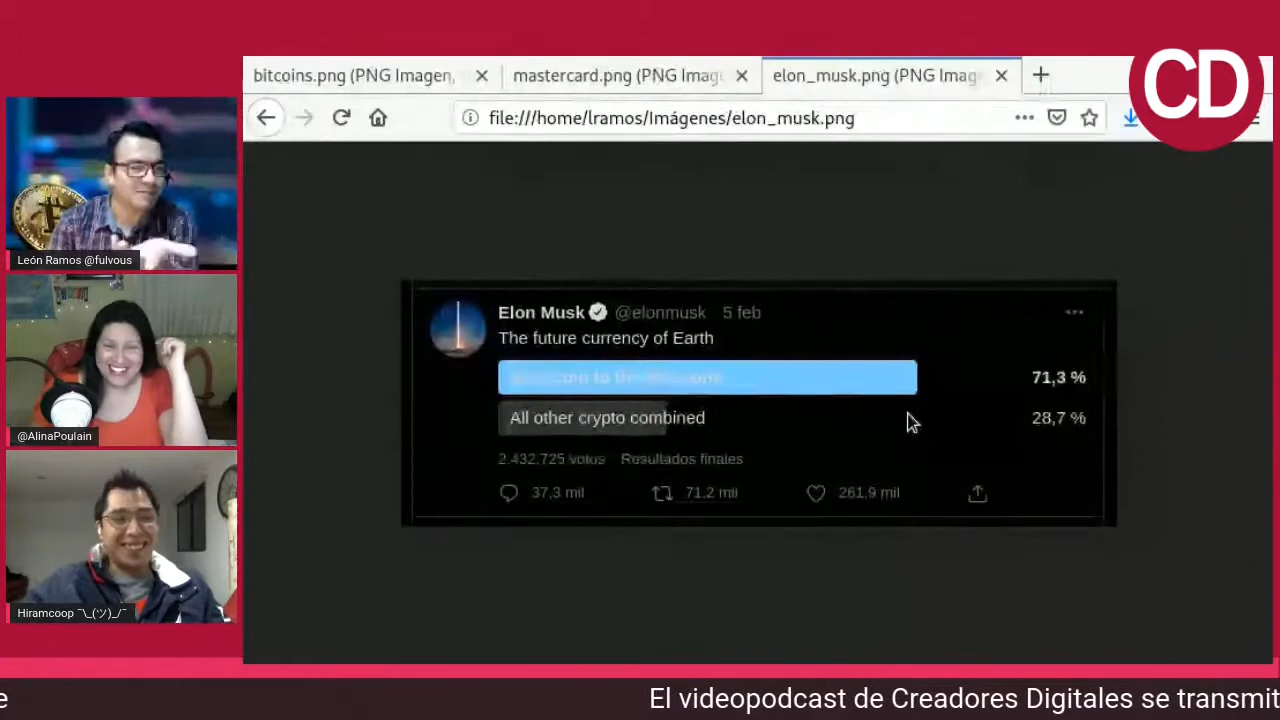 bitcoins.png (PNG Imagen,
mastercard.png (PNG Imag
elon_musk.png (PNG Imag
CD
file:///home/lramos/Imágenes/elon_musk.png
León Ramos @fulvous
@AlinaPoulain
Hiramcoop ¯\_(ツ)_/¯
Elon Musk @elonmusk 5 feb
The future currency of Earth
71,3 %
All other crypto combined 28,7 %
2.432.725 votos Resultados finales
37,3 mil 71,2 mil 261,9 mil
e El videopodcast de Creadores Digitales se transmit